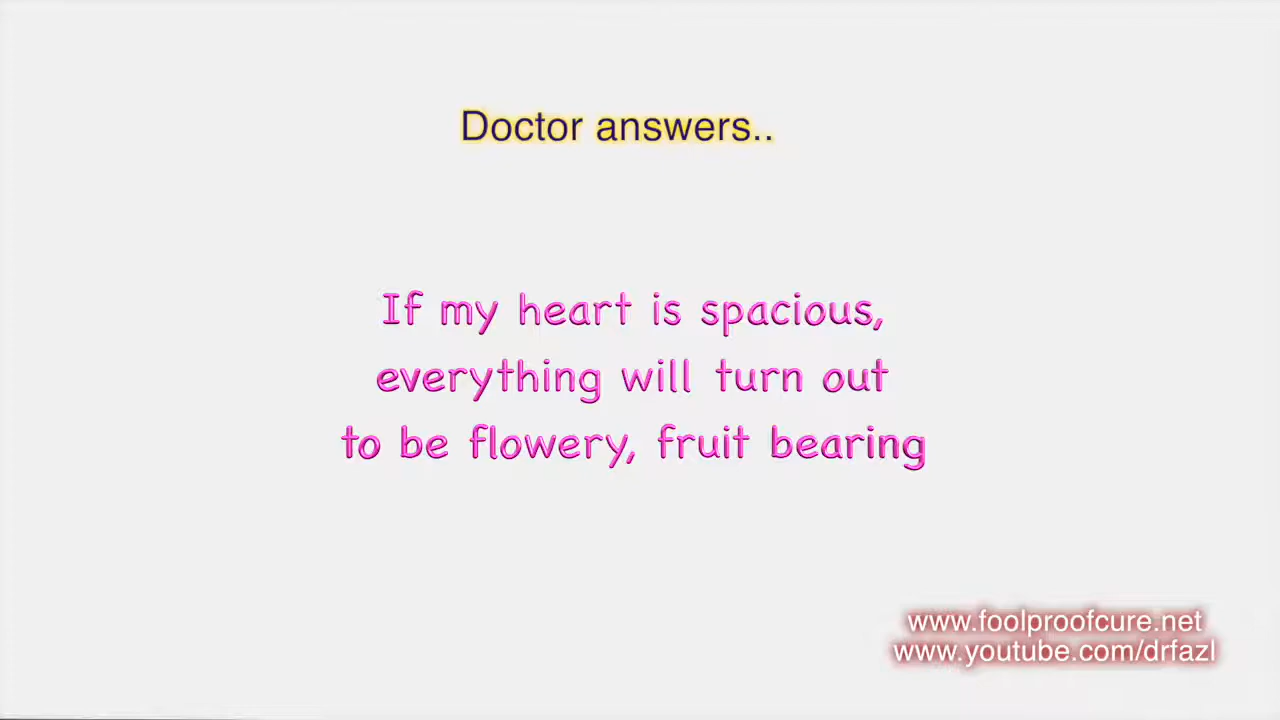 Doctor answers..
If my heart is spacious,
everything will turn out
to be flowery, fruit bearing
www.foolproofcure.net
www.youtube.com/drfazl